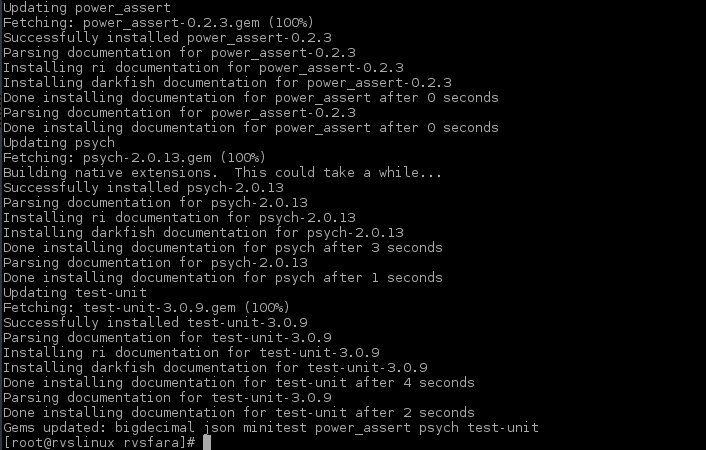 Updating power_assert
Fetching: power_assert-0.2.3.gem (100%)
Successfully installed power_assert-0.2.3
Parsing documentation for power_assert-0.2.3
Installing ri documentation for power_assert-0.2.3
Installing darkfish documentation for power_assert-0.2.3
Done installing documentation for power_assert after 0 seconds
Parsing documentation for power_assert-0.2.3
Done installing documentation for power_assert after 0 seconds
Updating psych
Fetching: psych-2.0.13.gem (100%)
Building native extensions.  This could take a while...
Successfully installed psych-2.0.13
Parsing documentation for psych-2.0.13
Installing ri documentation for psych-2.0.13
Installing darkfish documentation for psych-2.0.13
Done installing documentation for psych after 3 seconds
Parsing documentation for psych-2.0.13
Done installing documentation for psych after 1 seconds
Updating test-unit
Fetching: test-unit-3.0.9.gem (100%)
Successfully installed test-unit-3.0.9
Parsing documentation for test-unit-3.0.9
Installing ri documentation for test-unit-3.0.9
Installing darkfish documentation for test-unit-3.0.9
Done installing documentation for test-unit after 4 seconds
Parsing documentation for test-unit-3.0.9
Done installing documentation for test-unit after 2 seconds
Gems updated: bigdecimal json minitest power_assert psych test-unit
[root@rvslinux rvsfara]#